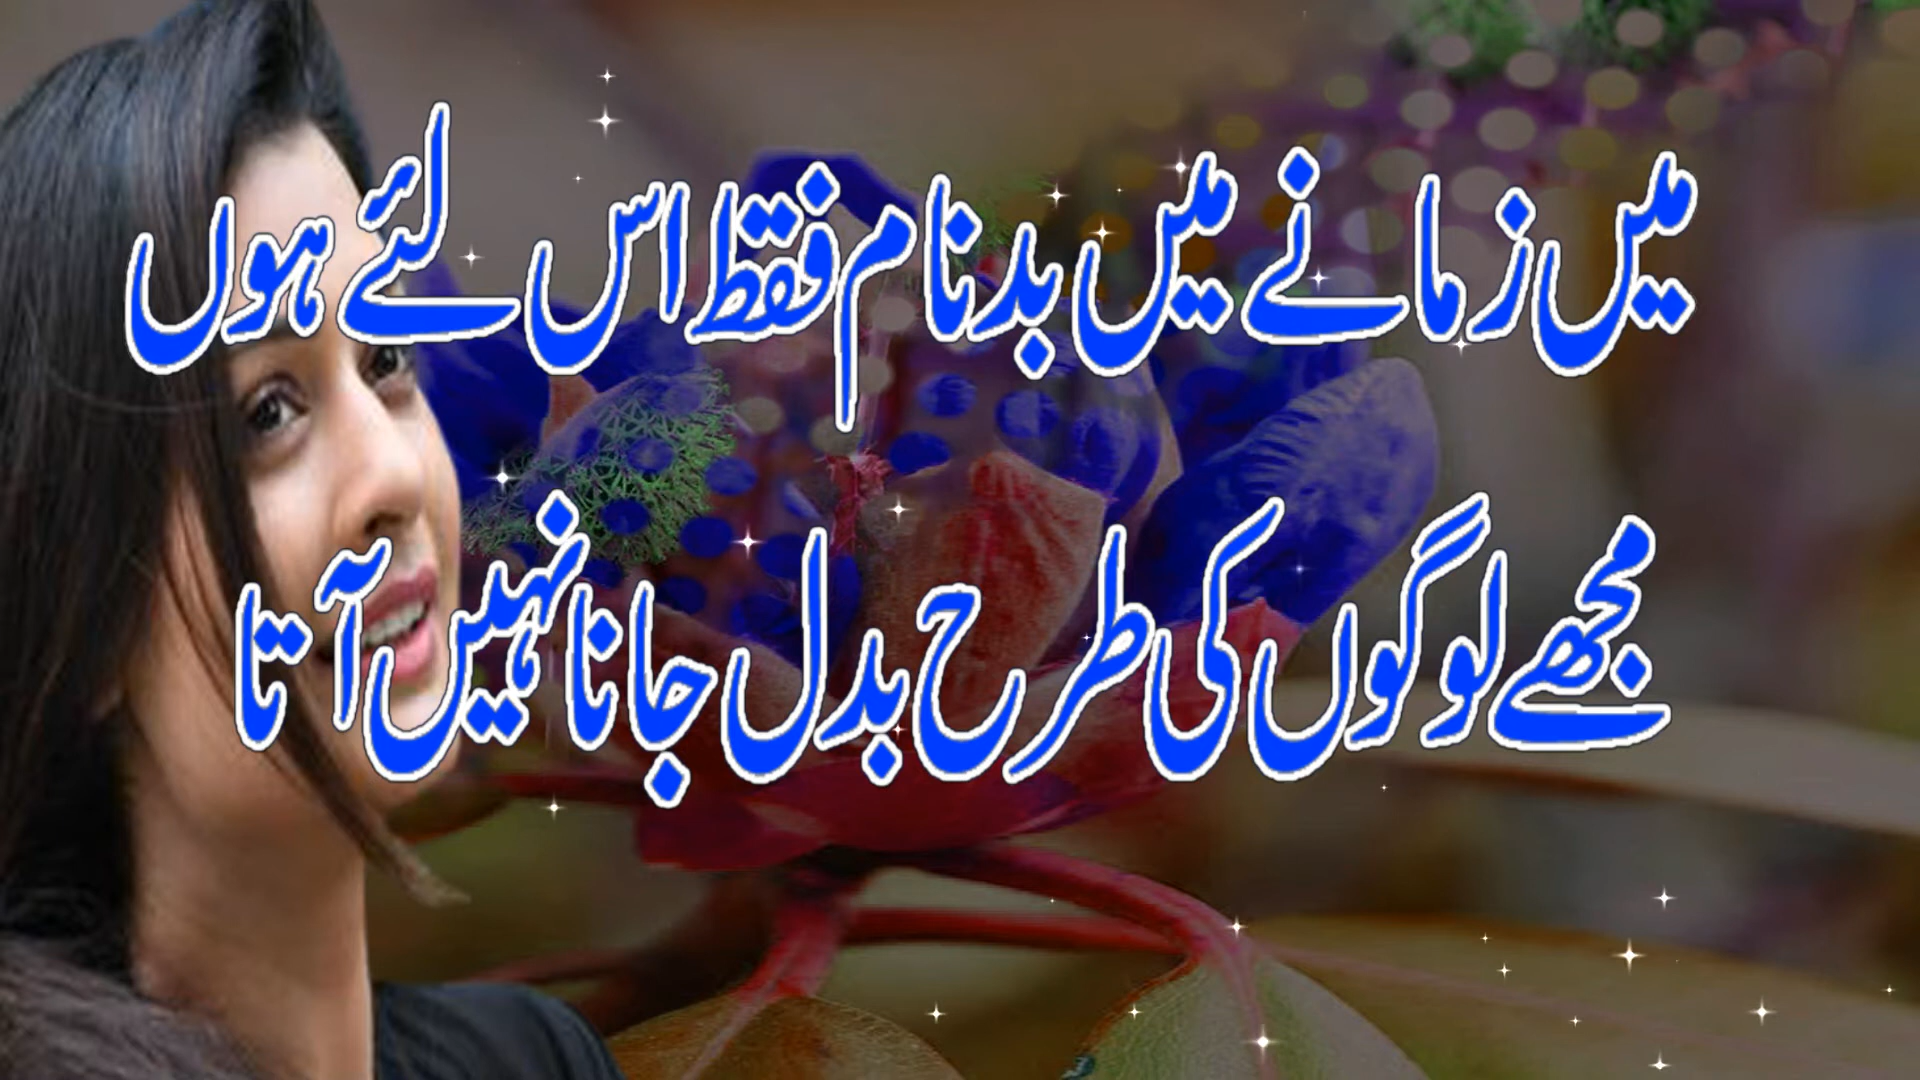 میں زمانے میں بدنام فقط اس لئے ہوں
مجھے لوگوں کی طرح بدل جانا نہیں آتا